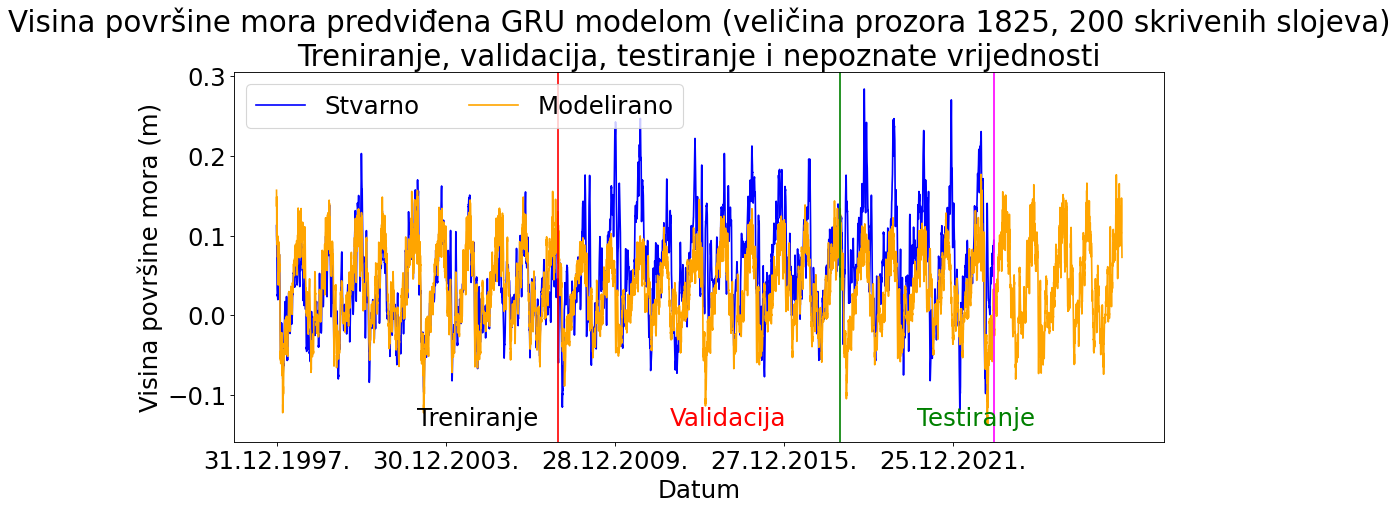 Visina površine mora predviđena GRU modelom (veličina prozora 1825, 200 skrivenih slojeva)
Treniranje, validacija, testiranje i nepoznate vrijednosti
Stvarno Modelirano
Visina površine mora (m)
0.3
0.2
0.1
0.0
−0.1
Treniranje Validacija Testiranje
31.12.1997. 30.12.2003. 28.12.2009. 27.12.2015. 25.12.2021.
Datum